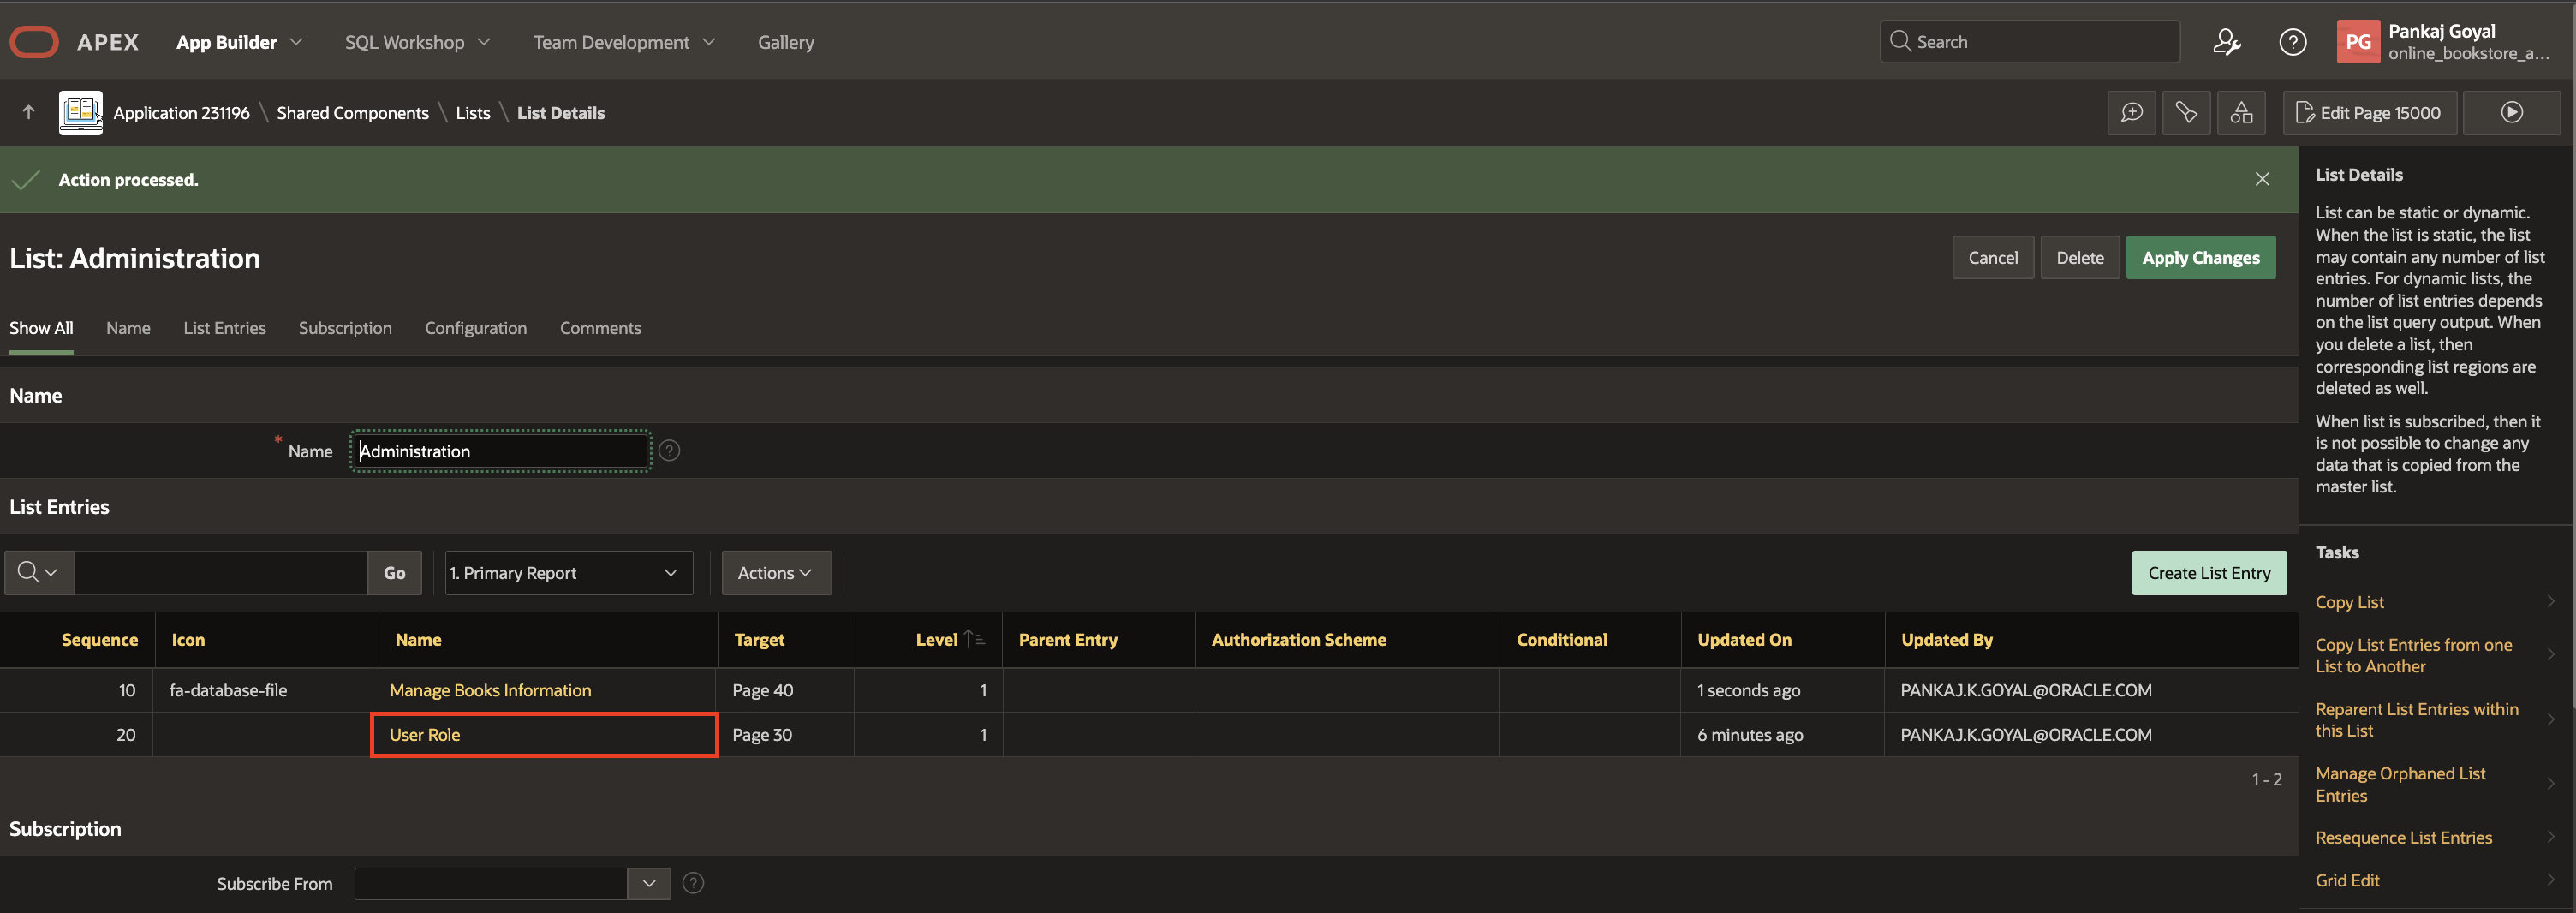 APEX App Builder SQL Workshop Team Development Gallery Search PG Pankaj Goyal
online_bookstore_a...
Application 231196 \ Shared Components \ Lists \ List Details Edit Page 15000
Action processed.
List: Administration Cancel Delete Apply Changes
Show All Name List Entries Subscription Configuration Comments
Name
* Name Administration ?
List Entries
Go 1. Primary Report Actions Create List Entry
Sequence Icon Name Target Level Parent Entry Authorization Scheme Conditional Updated On Updated By
10 fa-database-file Manage Books Information Page 40 1 1 seconds ago PANKAJ.K.GOYAL@ORACLE.COM
20 User Role Page 30 1 6 minutes ago PANKAJ.K.GOYAL@ORACLE.COM
1 - 2
Subscription
Subscribe From ?
List Details
List can be static or dynamic.
When the list is static, the list
may contain any number of list
entries. For dynamic lists, the
number of list entries depends
on the list query output. When
you delete a list, then
corresponding list regions are
deleted as well.
When list is subscribed, then it
is not possible to change any
data that is copied from the
master list.
Tasks
Copy List
Copy List Entries from one
List to Another
Reparent List Entries within
this List
Manage Orphaned List
Entries
Resequence List Entries
Grid Edit